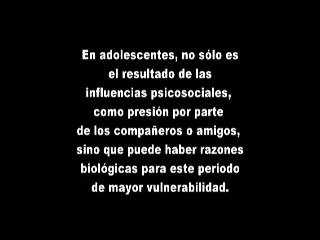 En adolescentes, no sólo es
el resultado de las
influencias psicosociales,
como presión por parte
de los compañeros o amigos,
sino que puede haber razones
biológicas para este periodo
de mayor vulnerabilidad.